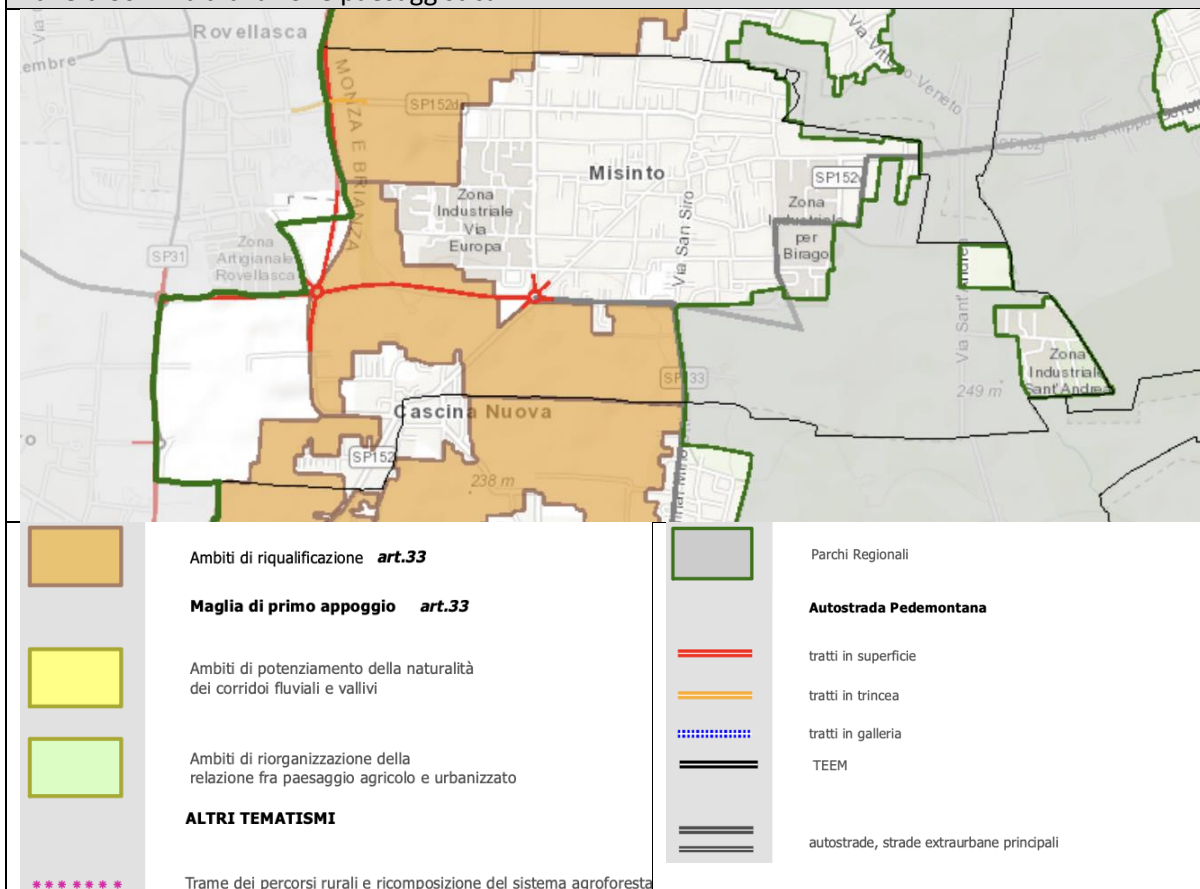 Rovellasca
MONZA E BRIANZA
SP152d
Via Vittorio Veneto
SP152
Misinto
SP152
Zona
Industriale
Via
Europa
Via San Siro
Zona
Industriale
per
Birago
Zona
Artigianale
Rovellasca
SP31
Via Sant'Andrea
SP133
Zona
Industriale
Sant'Andrea
249 m
Cascina Nuova
SP152
238 m
Ambiti di riqualificazione art.33
Maglia di primo appoggio art.33
Ambiti di potenziamento della naturalità
dei corridoi fluviali e vallivi
Ambiti di riorganizzazione della
relazione fra paesaggio agricolo e urbanizzato
ALTRI TEMATISMI
Trame dei percorsi rurali e ricomposizione del sistema agroforesta
Parchi Regionali
Autostrada Pedemontana
tratti in superficie
tratti in trincea
tratti in galleria
TEEM
autostrade, strade extraurbane principali